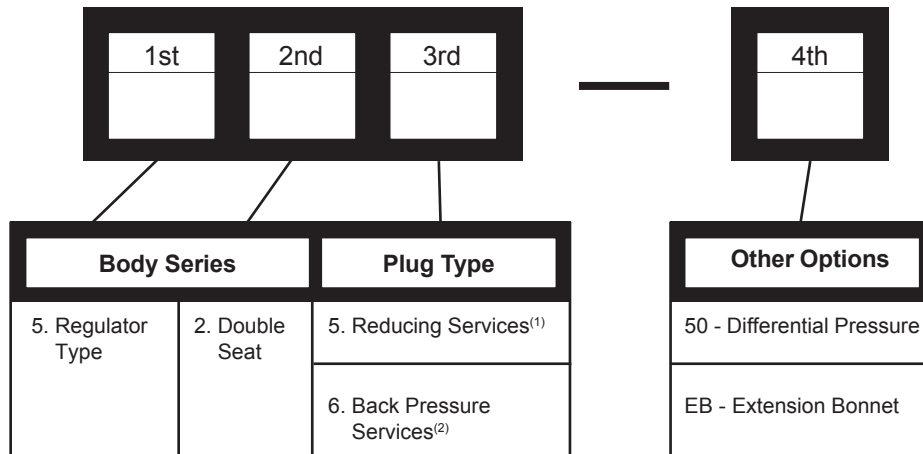 1st 2nd 3rd 4th
Body Series Plug Type Other Options
5. Regulator Type 2. Double Seat 5. Reducing Services(1) 50 - Differential Pressure
6. Back Pressure Services(2) EB - Extension Bonnet